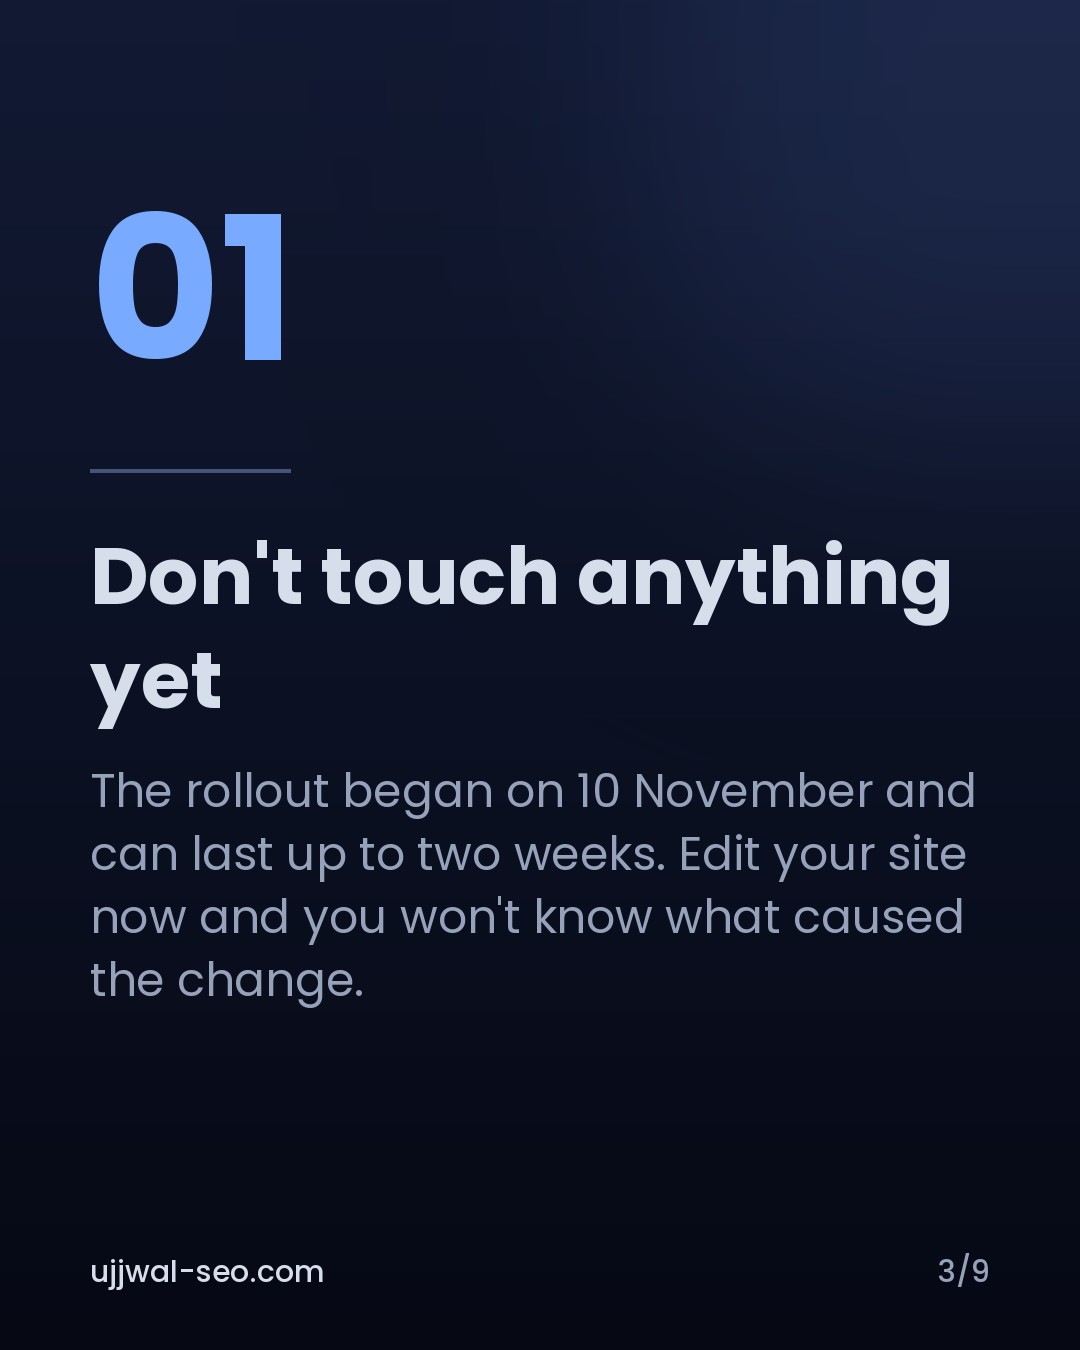 01
Don't touch anything
yet
The rollout began on 10 November and
can last up to two weeks. Edit your site
now and you won't know what caused
the change.
ujjwal-seo.com
3/9